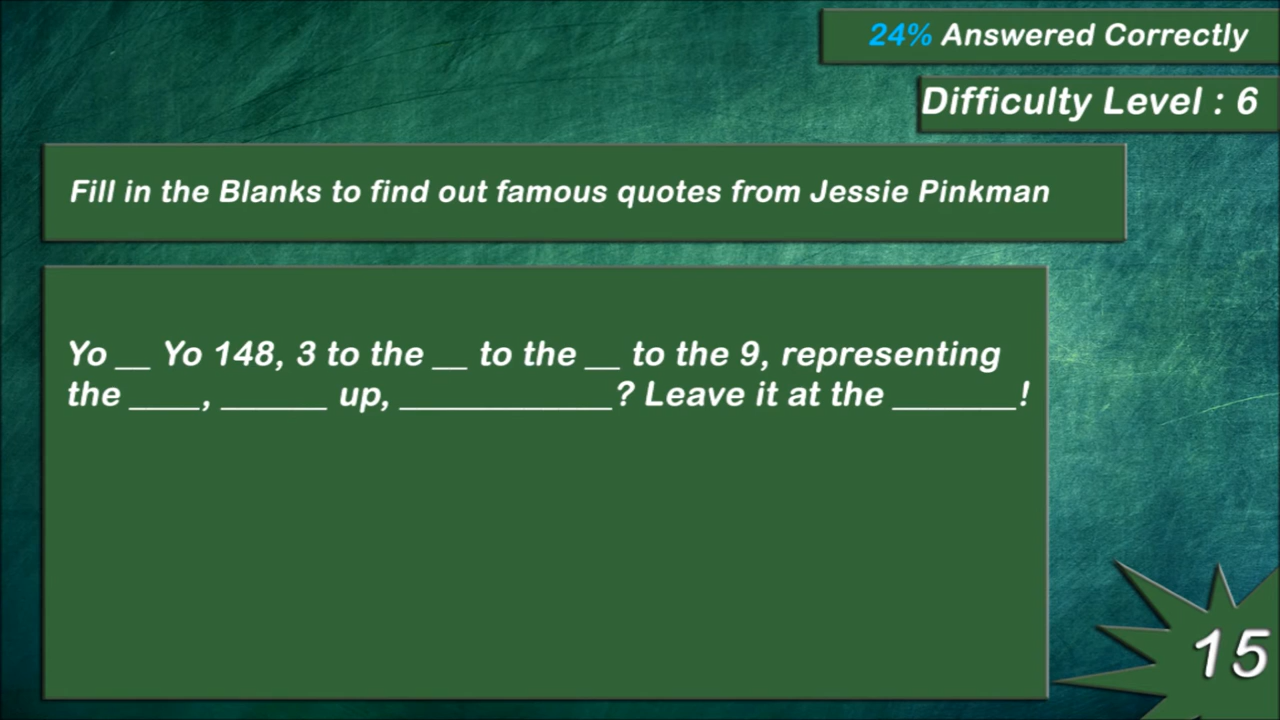 24% Answered Correctly
Difficulty Level : 6
Fill in the Blanks to find out famous quotes from Jessie Pinkman
Yo __ Yo 148, 3 to the __ to the __ to the 9, representing
the ____, ______ up, ____________? Leave it at the _______!
15